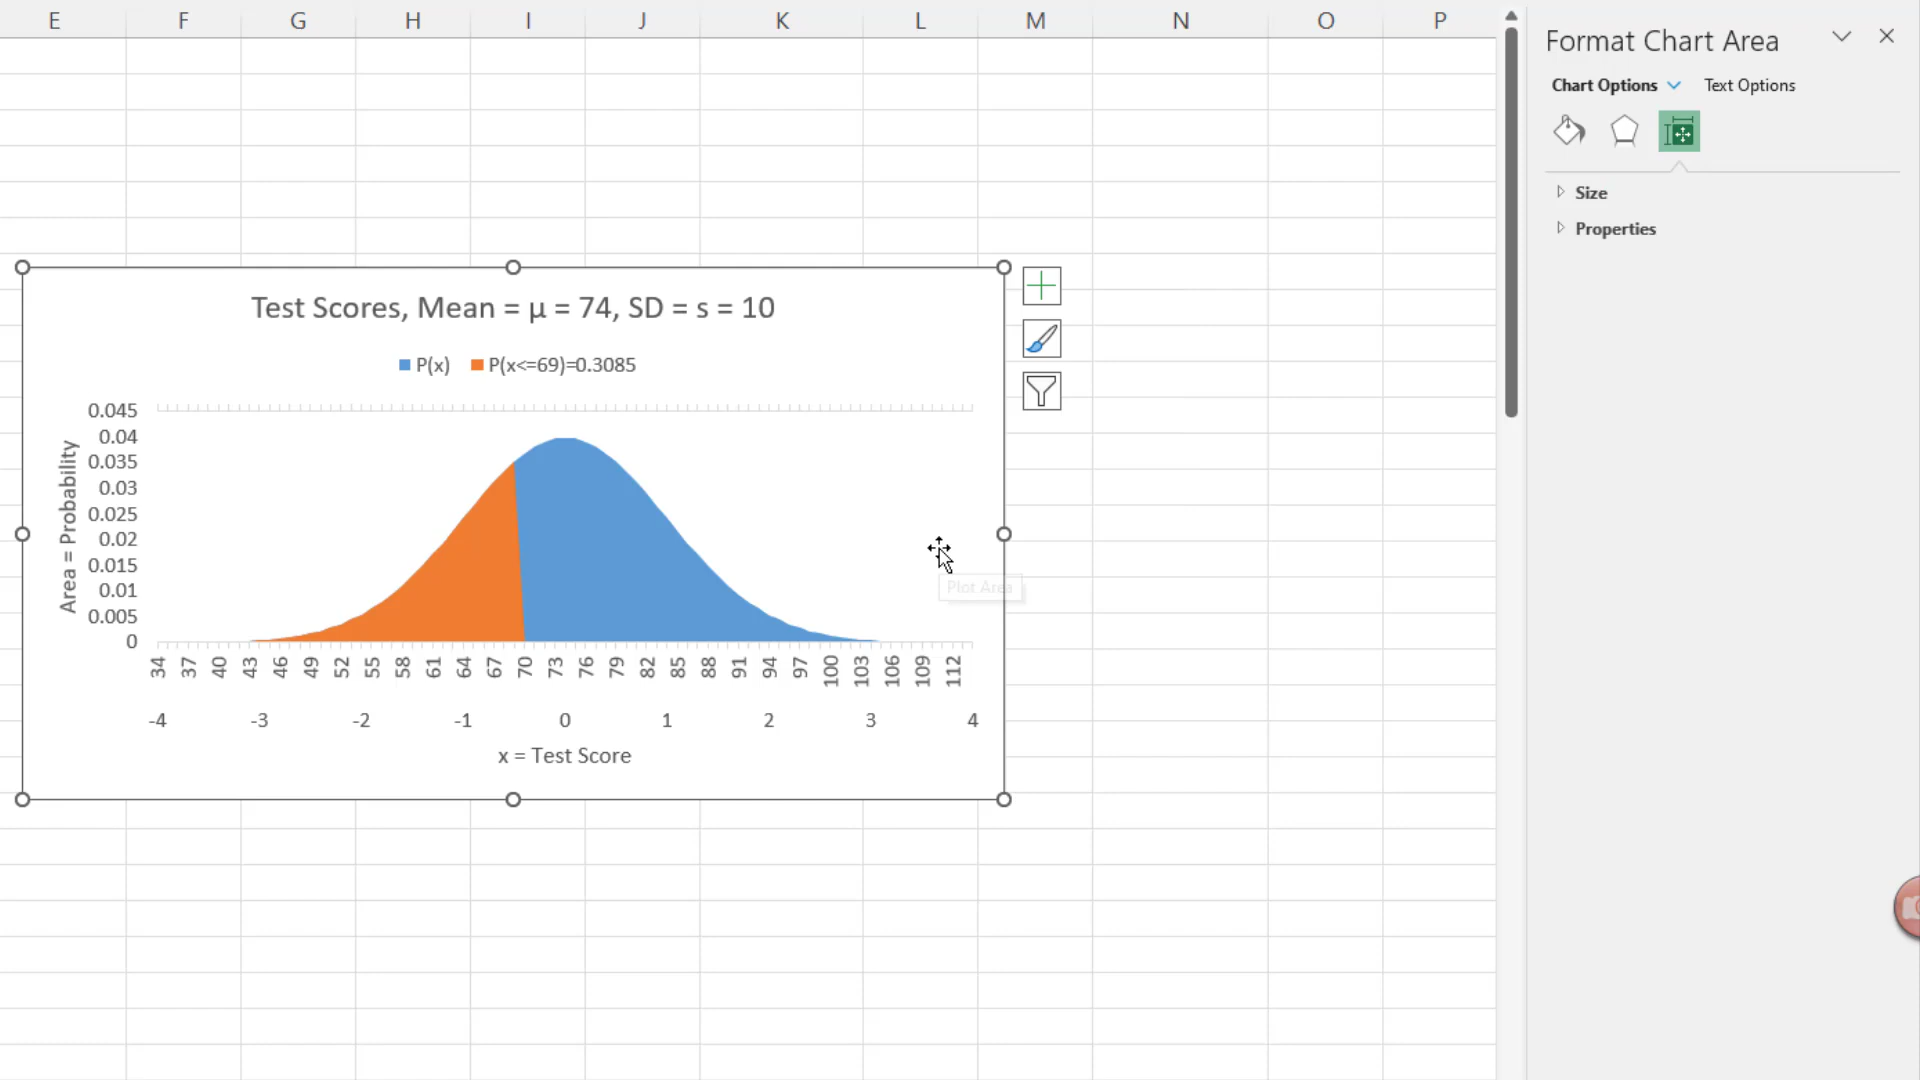 E F G H I J K L M N O P
Format Chart Area
Chart Options Text Options
Size
Properties
Test Scores, Mean = μ = 74, SD = s = 10
P(x) P(x<=69)=0.3085
0.045
0.04
0.035
0.03
0.025
0.02
0.015
0.01
0.005
0
Area = Probability
Plot Area
34 37 40 43 46 49 52 55 58 61 64 67 70 73 76 79 82 85 88 91 94 97 100 103 106 109 112
-4 -3 -2 -1 0 1 2 3 4
x = Test Score